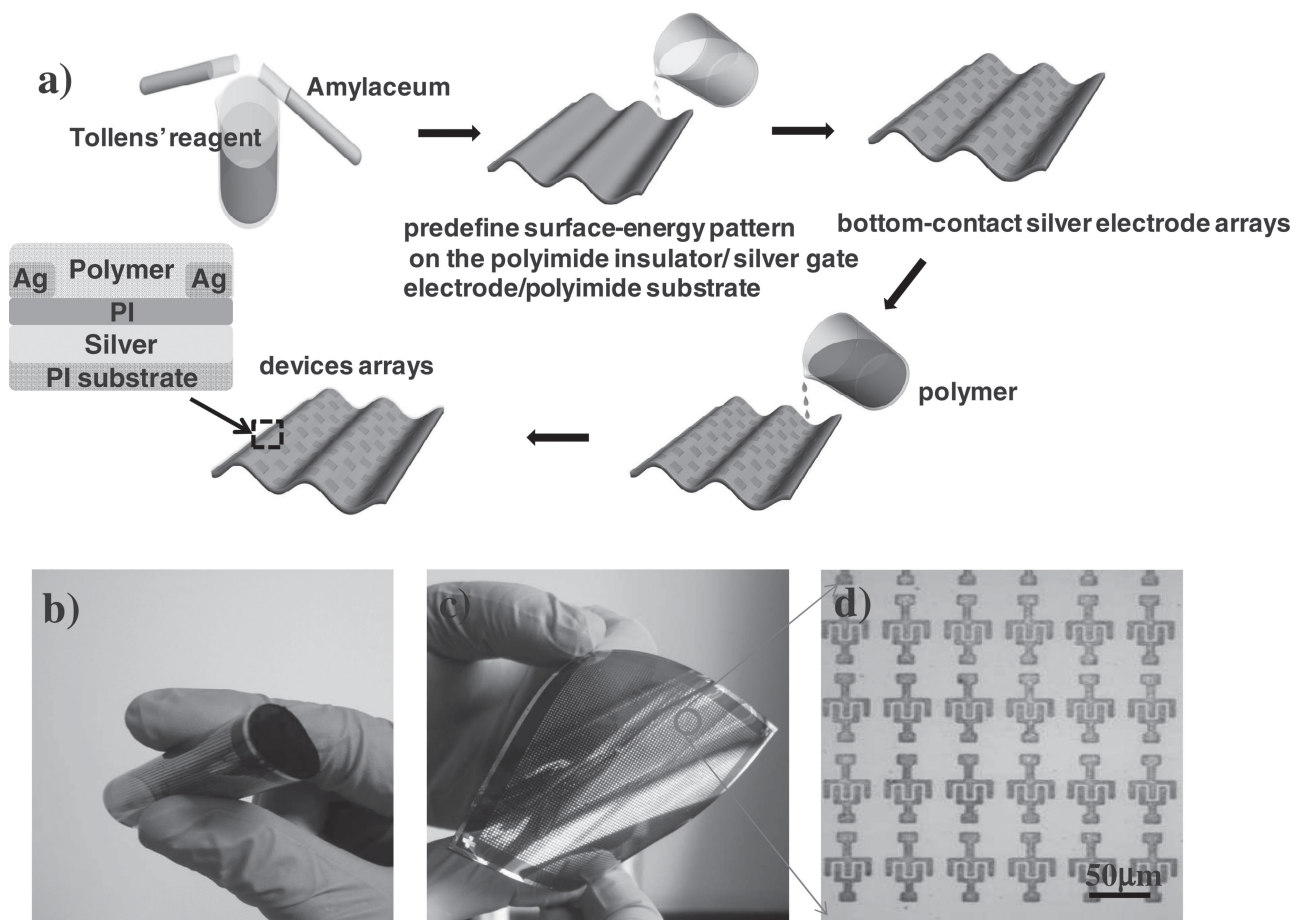 a)
Amylaceum
Tollens' reagent
predefine surface-energy pattern
on the polyimide insulator/ silver gate
electrode/polyimide substrate
bottom-contact silver electrode arrays
Ag Polymer Ag
PI
Silver
PI substrate
devices arrays
polymer
b)
c)
d)
50μm